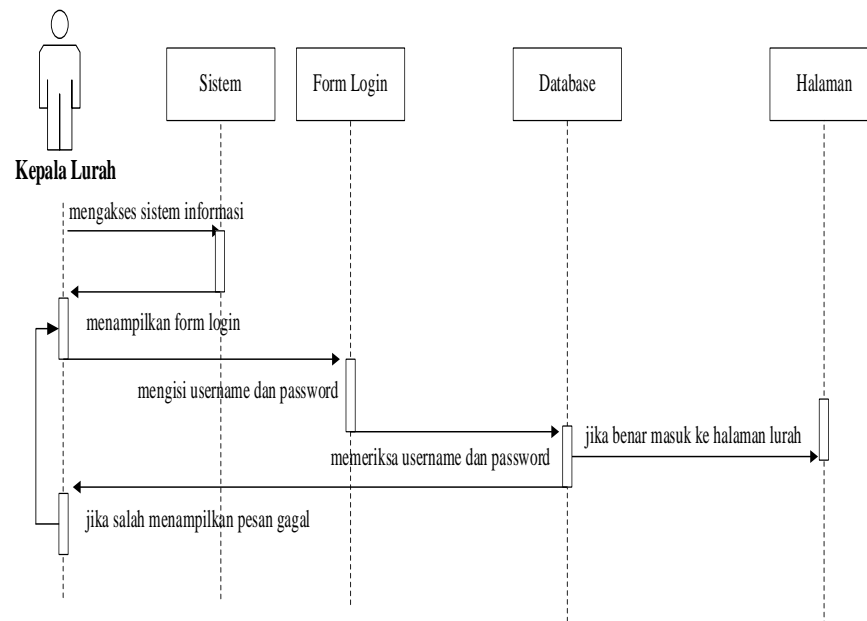 Sistem
Form Login
Database
Halaman
Kepala Lurah
mengakses sistem informasi
menampilkan form login
mengisi username dan password
jika benar masuk ke halaman lurah
memeriksa username dan password
jika salah menampilkan pesan gagal